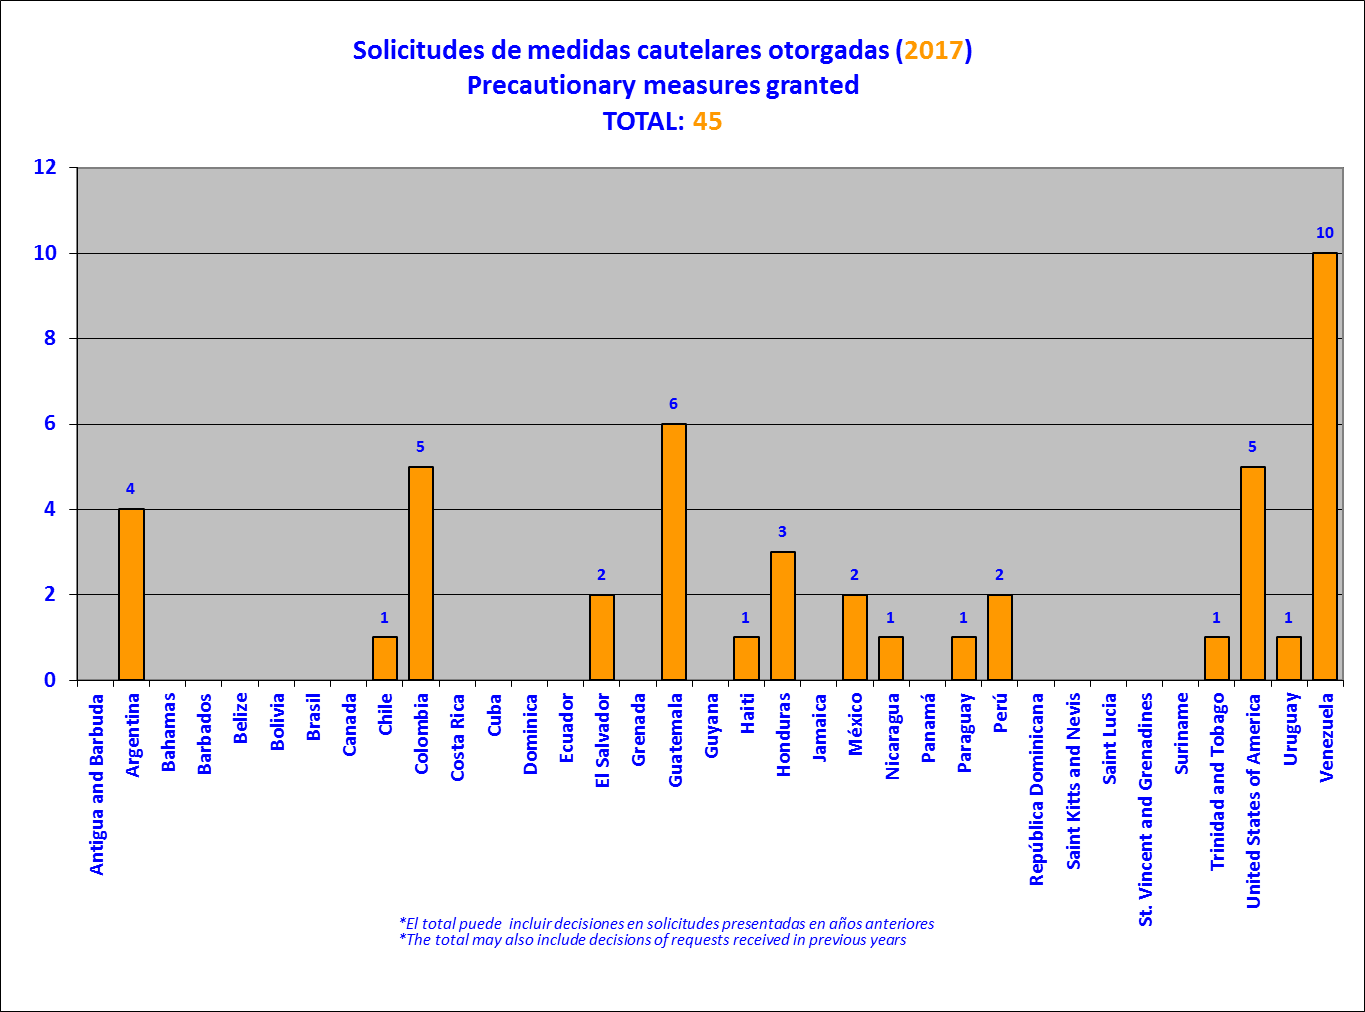 Solicitudes de medidas cautelares otorgadas (2017)
Precautionary measures granted
TOTAL: 45
12
10
8
6
4
2
0
4
1
5
2
6
1
3
2
1
1
2
1
5
1
10
Antigua and Barbuda
Argentina
Bahamas
Barbados
Belize
Bolivia
Brasil
Canada
Chile
Colombia
Costa Rica
Cuba
Dominica
Ecuador
El Salvador
Grenada
Guatemala
Guyana
Haiti
Honduras
Jamaica
México
Nicaragua
Panamá
Paraguay
Perú
República Dominicana
Saint Kitts and Nevis
Saint Lucia
St. Vincent and Grenadines
Suriname
Trinidad and Tobago
United States of America
Uruguay
Venezuela
*El total puede incluir decisiones en solicitudes presentadas en años anteriores
*The total may also include decisions of requests received in previous years